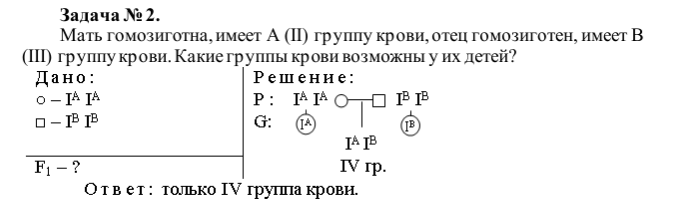 Задача № 2.
Мать гомозиготна, имеет А (II) группу крови, отец гомозиготен, имеет В
(III) группу крови. Какие группы крови возможны у их детей?
Дано: Решение:
○ – Iᴬ Iᴬ P: Iᴬ Iᴬ ○—□ Iᴮ Iᴮ
□ – Iᴮ Iᴮ G: Iᴬ Iᴮ
Iᴬ Iᴮ
F₁ – ? IV гр.
Ответ: только IV группа крови.